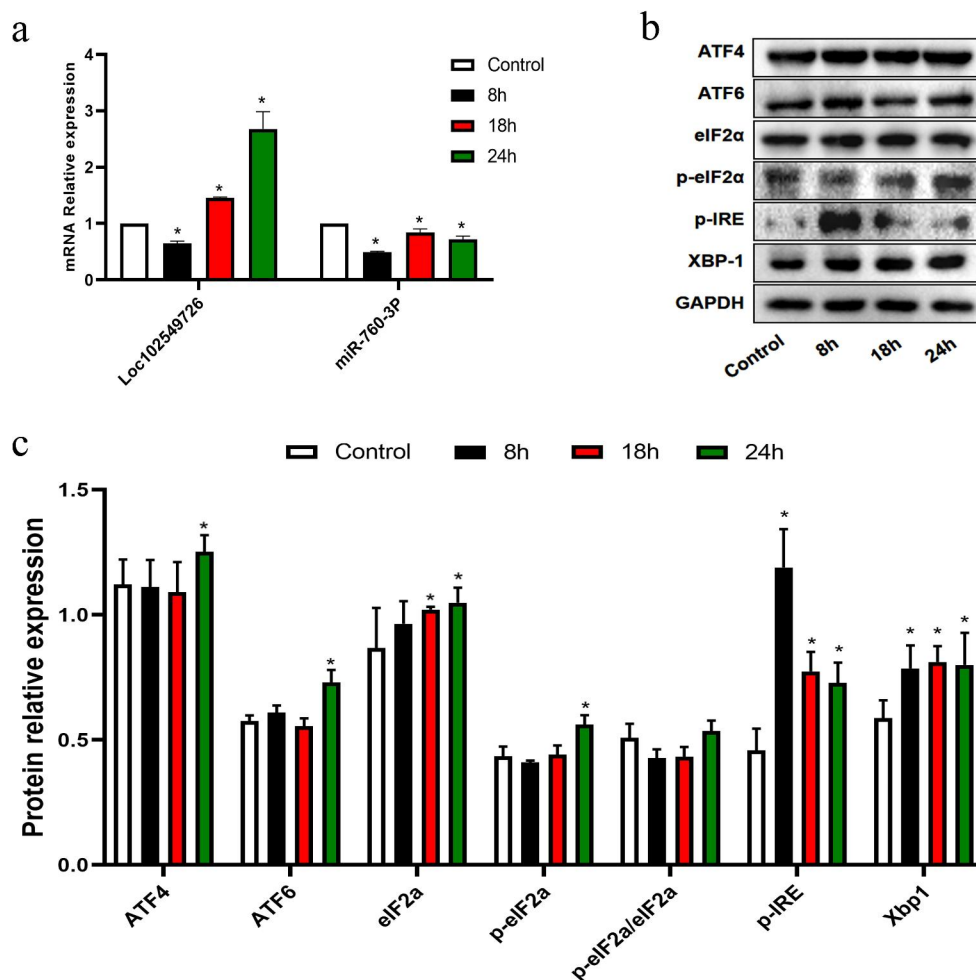 a
mRNA Relative expression
4
3
2
1
0
*
*
*
*
*
*
Control
8h
18h
24h
Loc102549726
miR-760-3P
b
ATF4
ATF6
eIF2α
p-eIF2α
p-IRE
XBP-1
GAPDH
Control 8h 18h 24h
c
Control 8h 18h 24h
Protein relative expression
1.5
1.0
0.5
0.0
*
*
* *
*
*
* *
* * *
ATF4
ATF6
eIF2a
p-eIF2a
p-eIF2a/eIF2a
p-IRE
Xbp1